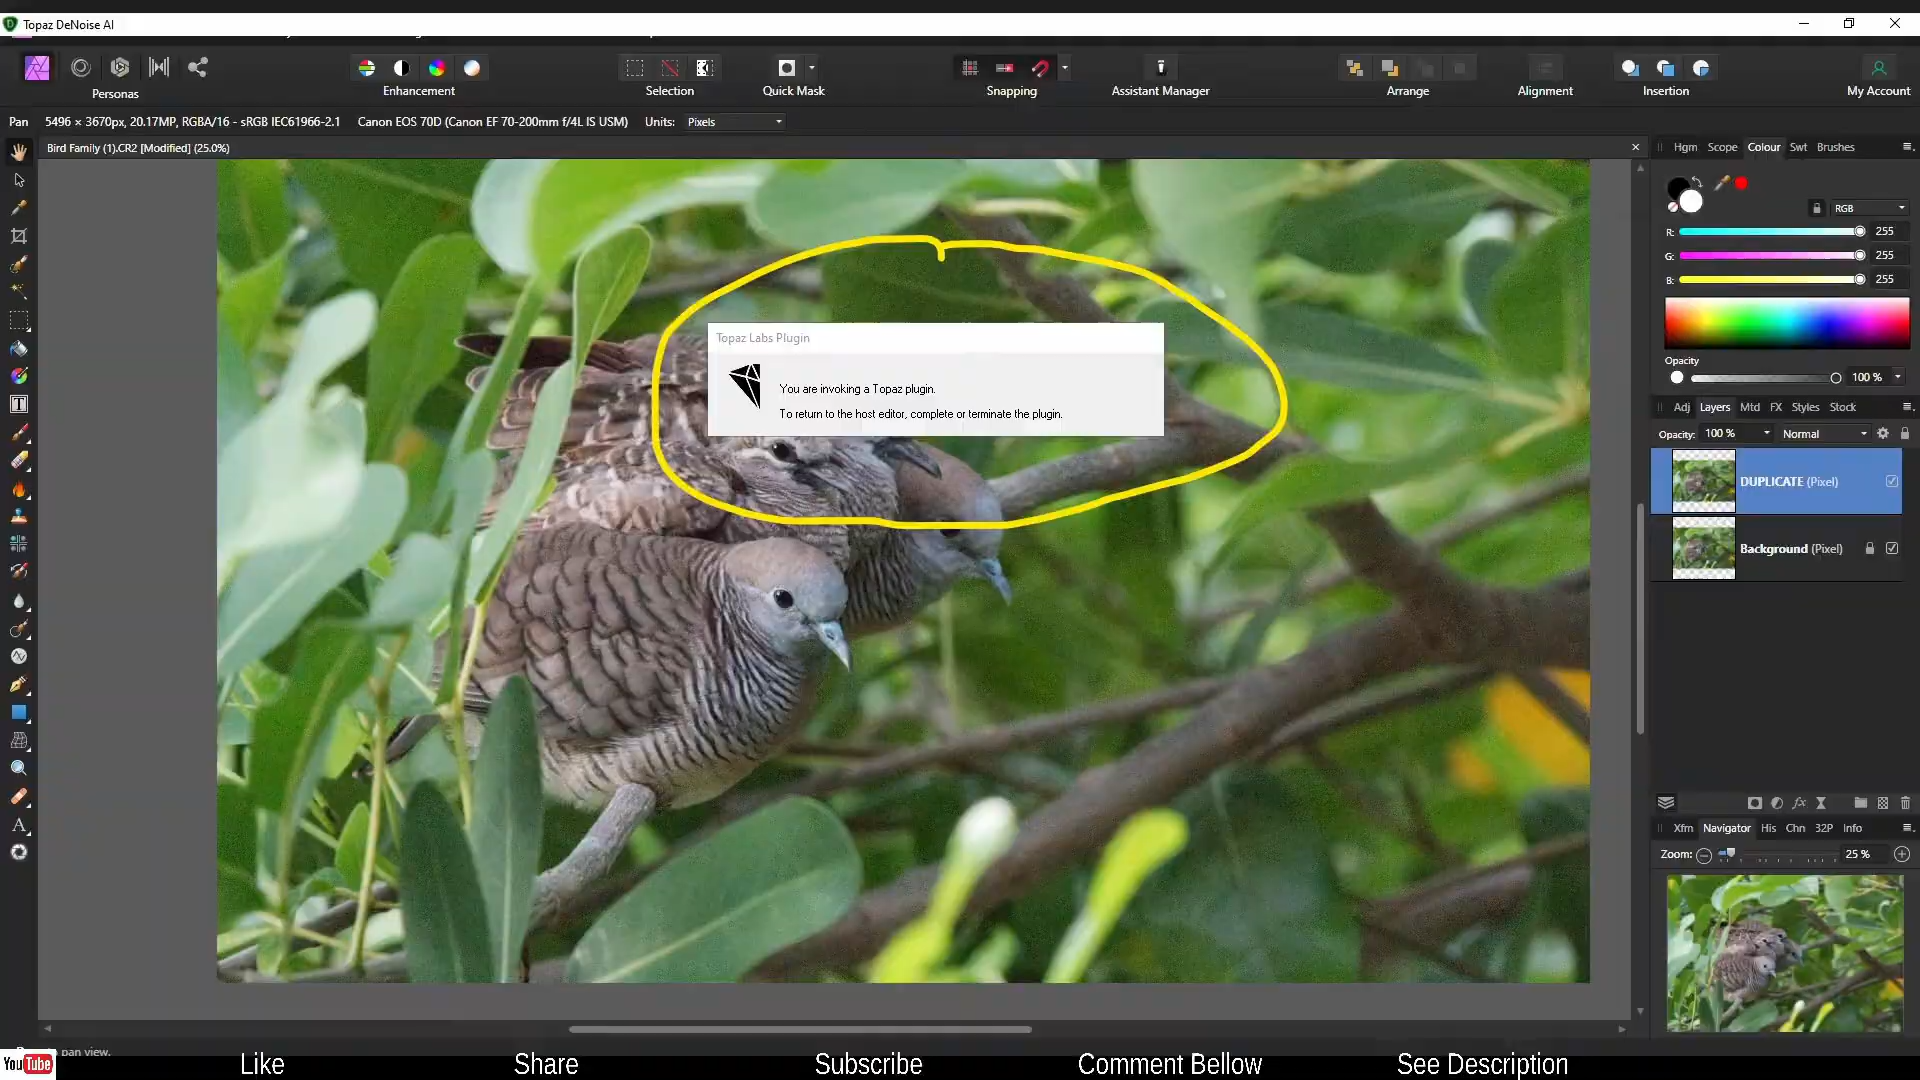 Topaz DeNoise AI
Personas
Enhancement
Selection
Quick Mask
Snapping
Assistant Manager
Arrange
Alignment
Insertion
My Account
Pan 5496 × 3670px, 20.17MP, RGBA/16 - sRGB IEC61966-2.1 Canon EOS 70D (Canon EF 70-200mm f/4L IS USM) Units: Pixels
Bird Family (1).CR2 [Modified] (25.0%)
Hgm Scope Colour Swt Brushes
RGB
R: 255
G: 255
B: 255
Opacity
100 %
Topaz Labs Plugin
You are invoking a Topaz plugin.
To return to the host editor, complete or terminate the plugin.
Adj Layers Mtd FX Styles Stock
Opacity: 100 % Normal
DUPLICATE (Pixel)
Background (Pixel)
Xfm Navigator His Chn 32P Info
Zoom: 25 %
to pan view.
YouTube Like Share Subscribe Comment Bellow See Description